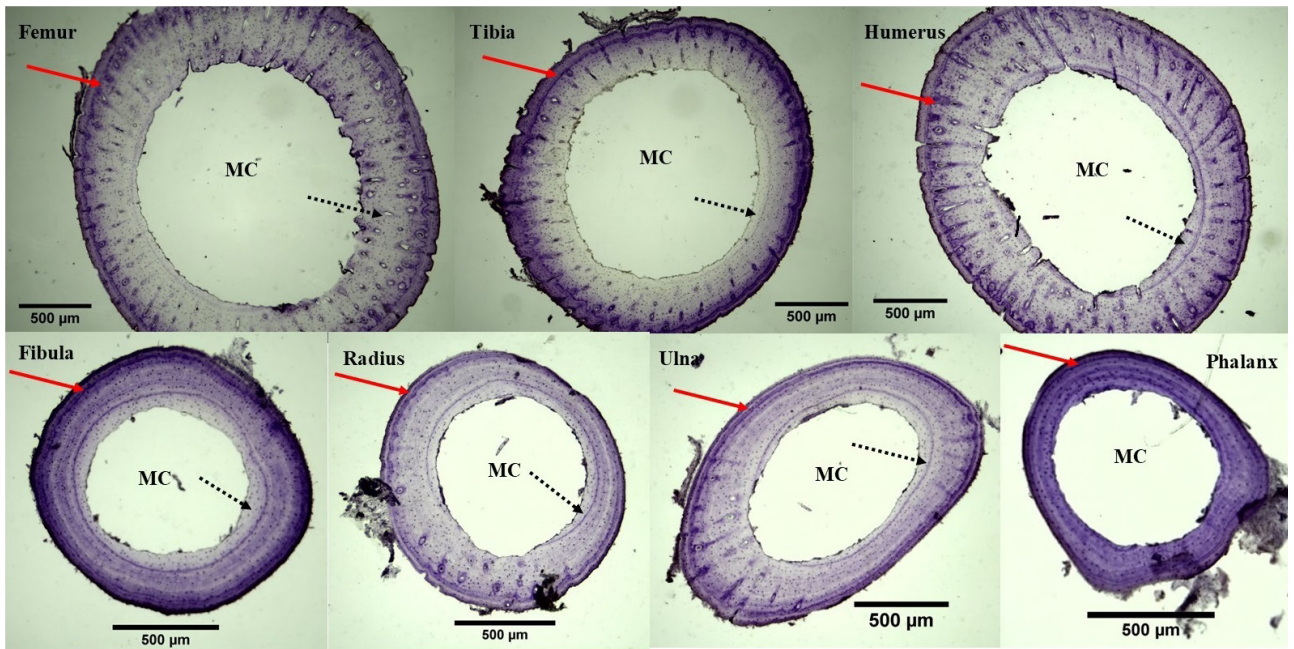 Femur
MC
500 µm
Tibia
MC
500 µm
Humerus
MC
500 µm
Fibula
MC
500 µm
Radius
MC
500 µm
Ulna
MC
500 µm
Phalanx
MC
500 µm